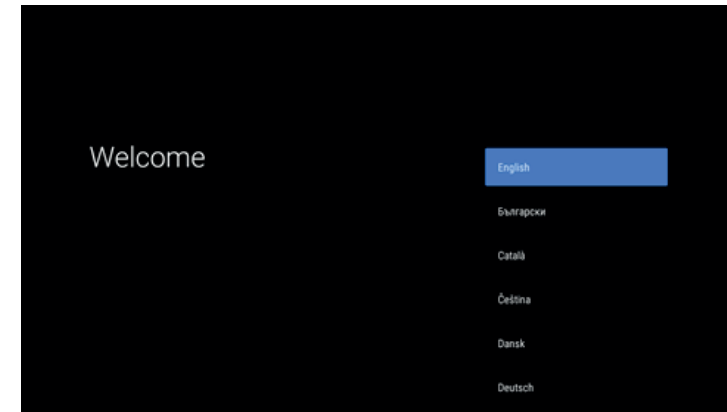 Welcome
English
Български
Català
Čeština
Dansk
Deutsch